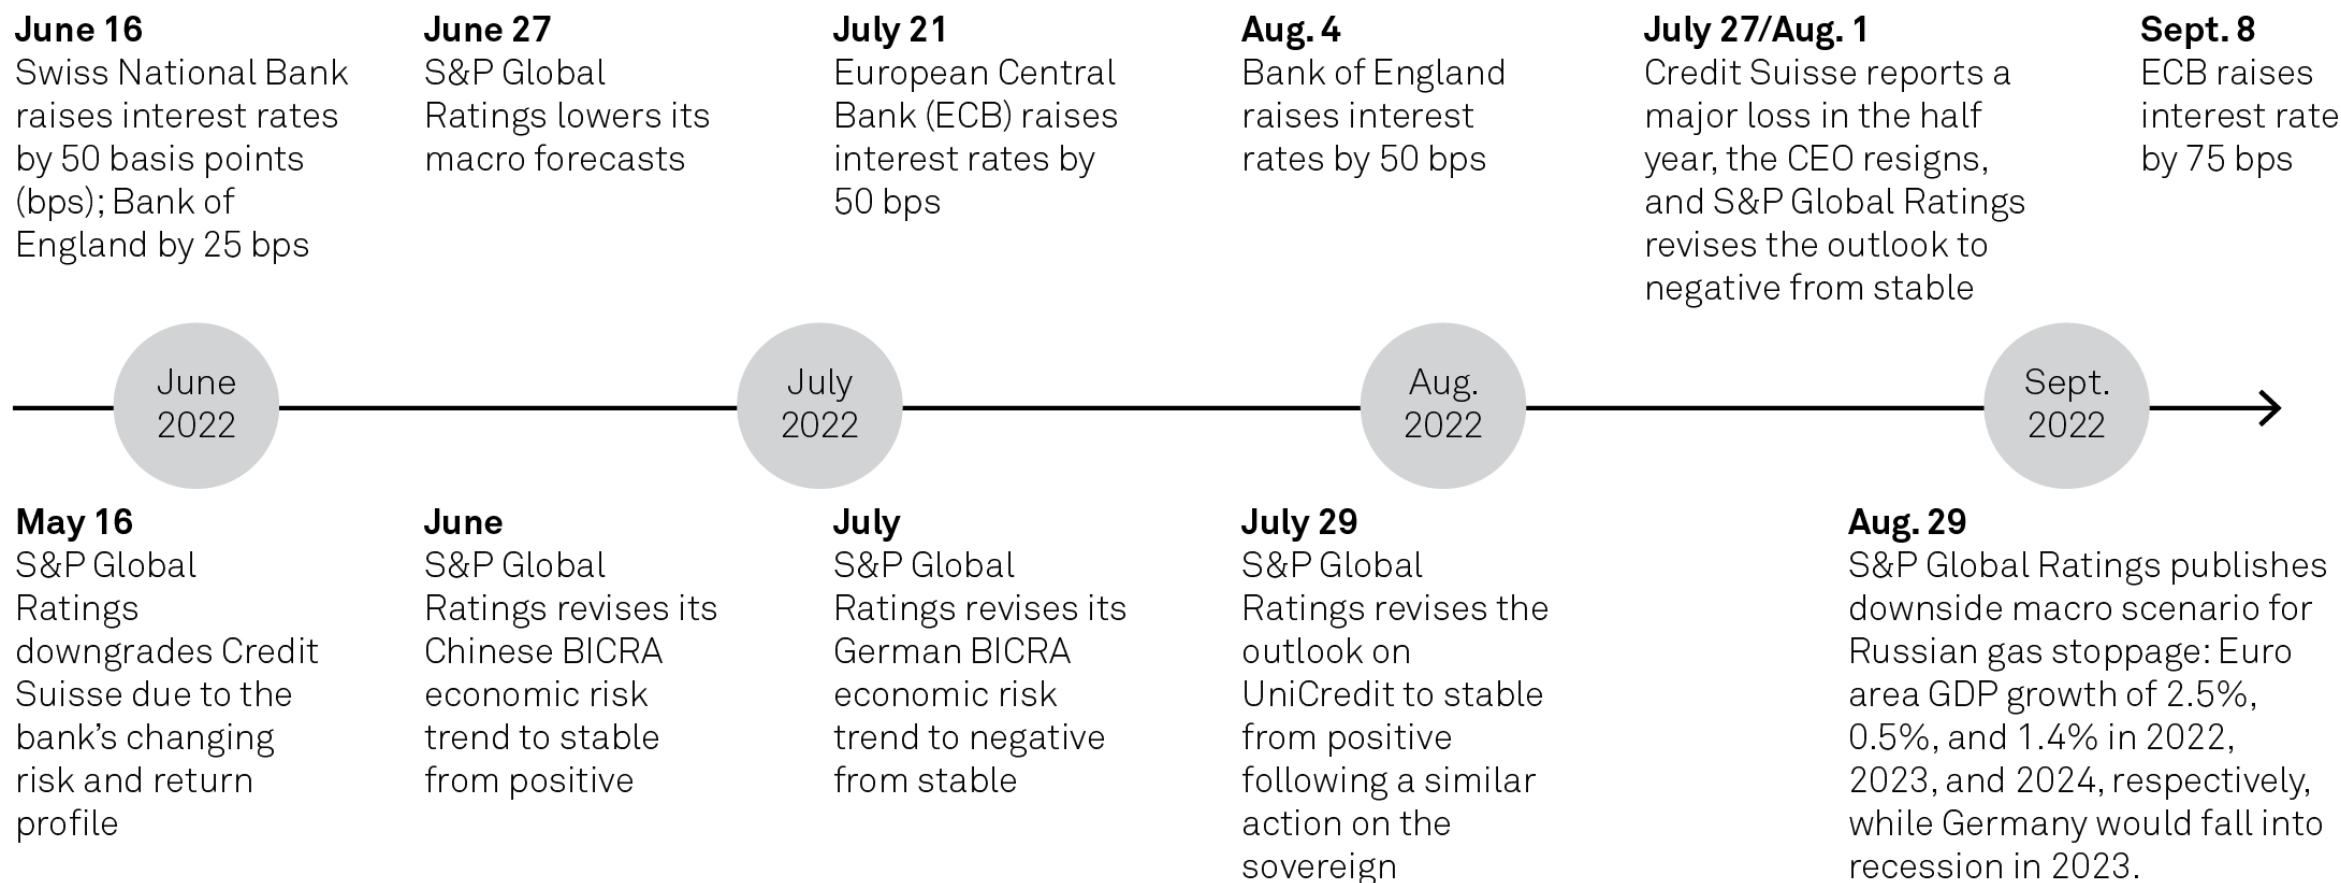 June 16
Swiss National Bank
raises interest rates
by 50 basis points
(bps); Bank of
England by 25 bps
June 27
S&P Global
Ratings lowers its
macro forecasts
July 21
European Central
Bank (ECB) raises
interest rates by
50 bps
Aug. 4
Bank of England
raises interest
rates by 50 bps
July 27/Aug. 1
Credit Suisse reports a
major loss in the half
year, the CEO resigns,
and S&P Global Ratings
revises the outlook to
negative from stable
Sept. 8
ECB raises
interest rate
by 75 bps
June
2022
July
2022
Aug.
2022
Sept.
2022
May 16
S&P Global
Ratings
downgrades Credit
Suisse due to the
bank’s changing
risk and return
profile
June
S&P Global
Ratings revises its
Chinese BICRA
economic risk
trend to stable
from positive
July
S&P Global
Ratings revises its
German BICRA
economic risk
trend to negative
from stable
July 29
S&P Global
Ratings revises the
outlook on
UniCredit to stable
from positive
following a similar
action on the
sovereign
Aug. 29
S&P Global Ratings publishes
downside macro scenario for
Russian gas stoppage: Euro
area GDP growth of 2.5%,
0.5%, and 1.4% in 2022,
2023, and 2024, respectively,
while Germany would fall into
recession in 2023.